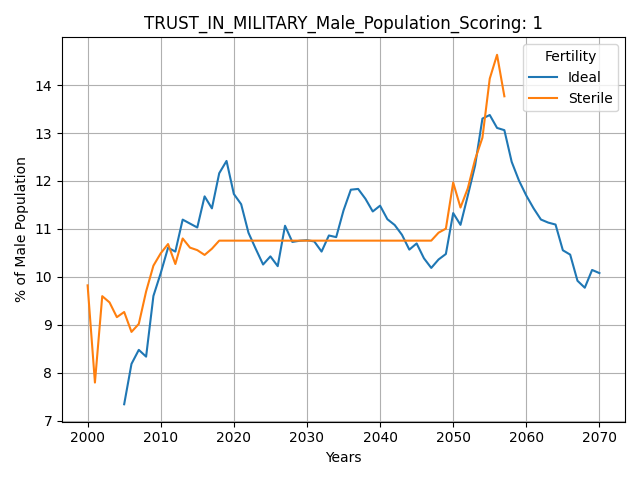 TRUST_IN_MILITARY_Male_Population_Scoring: 1
Fertility
Ideal
Sterile
% of Male Population
14
13
12
11
10
9
8
7
2000 2010 2020 2030 2040 2050 2060 2070
Years